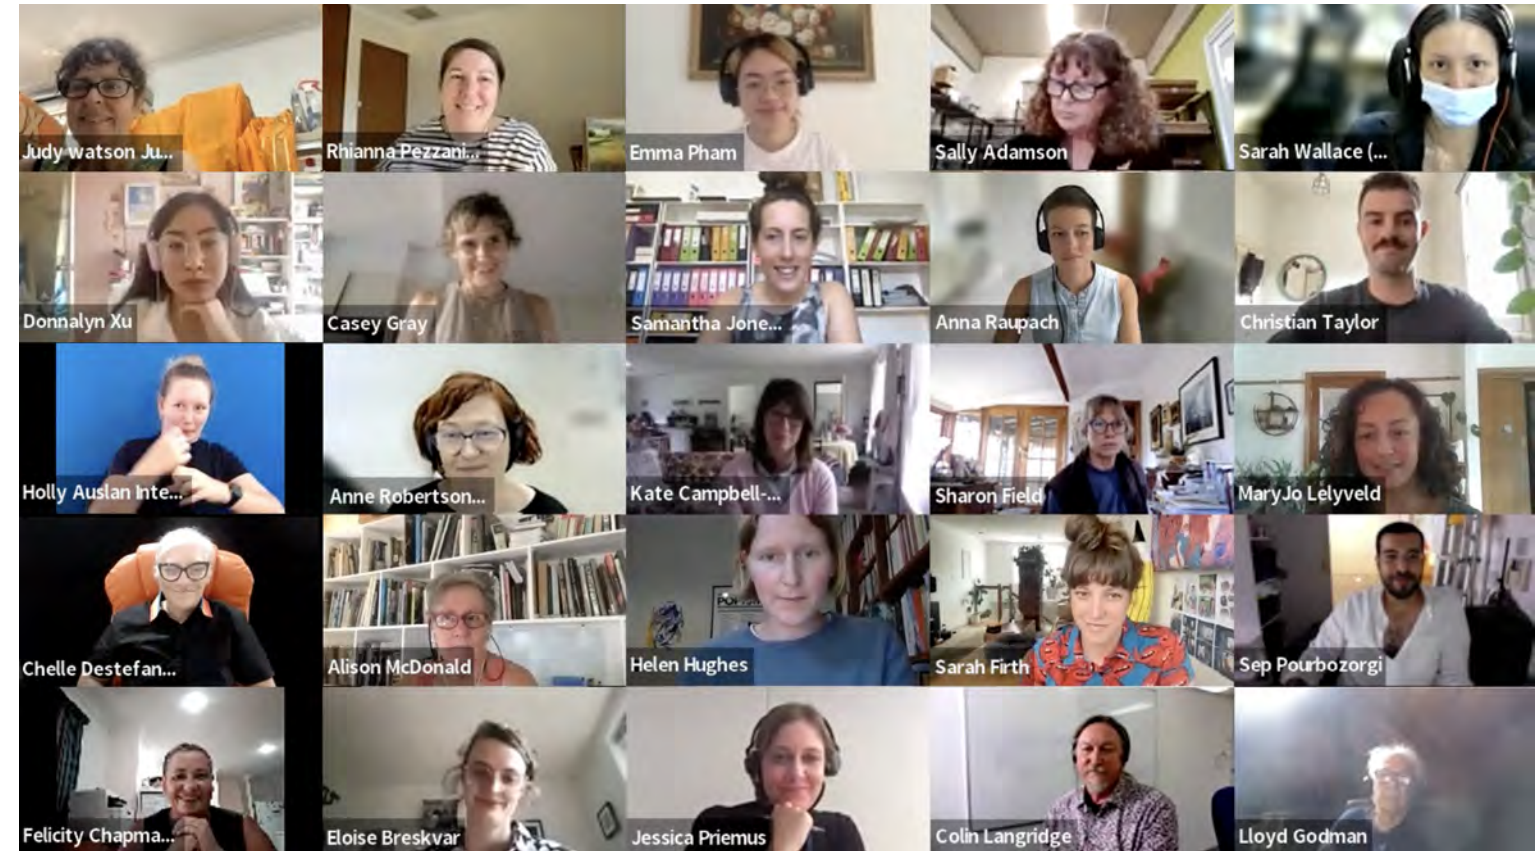 Judy watson Ju...
Rhianna Pezzani...
Emma Pham
Sally Adamson
Sarah Wallace (...
Donnalyn Xu
Casey Gray
Samantha Jone...
Anna Raupach
Christian Taylor
Holly Auslan Inte...
Anne Robertson...
Kate Campbell-...
Sharon Field
MaryJo Lelyveld
Chelle Destefan...
Alison McDonald
Helen Hughes
Sarah Firth
Sep Pourbozorgi
Felicity Chapma...
Eloise Breskvar
Jessica Priemus
Colin Langridge
Lloyd Godman